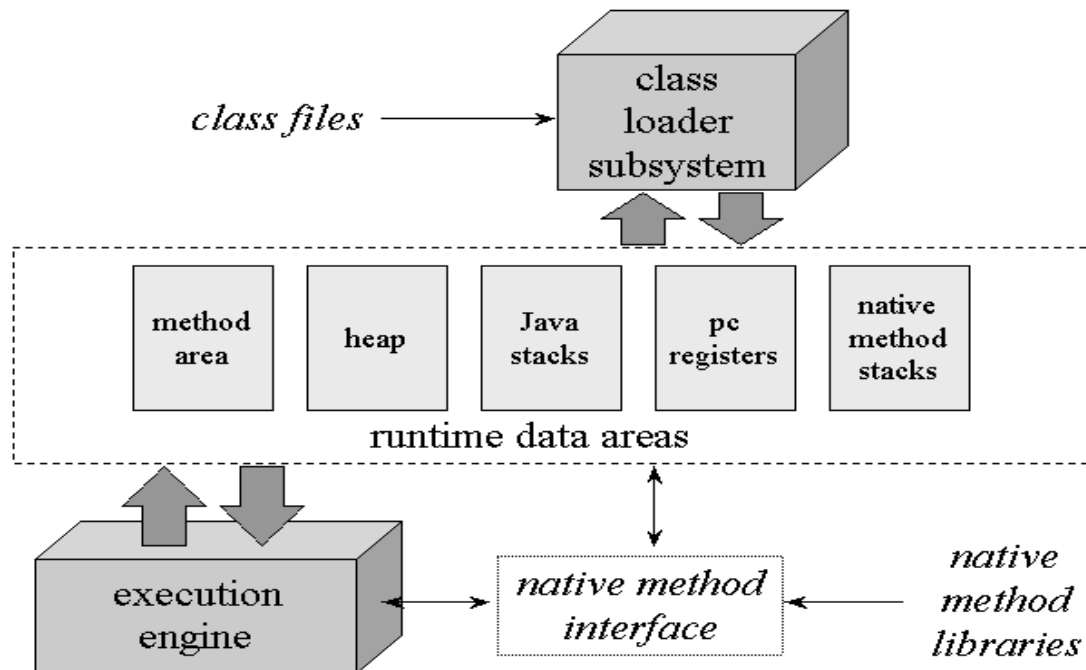 class
loader
subsystem
class files
method
area
heap
Java
stacks
pc
registers
native
method
stacks
runtime data areas
execution
engine
native method
interface
native
method
libraries